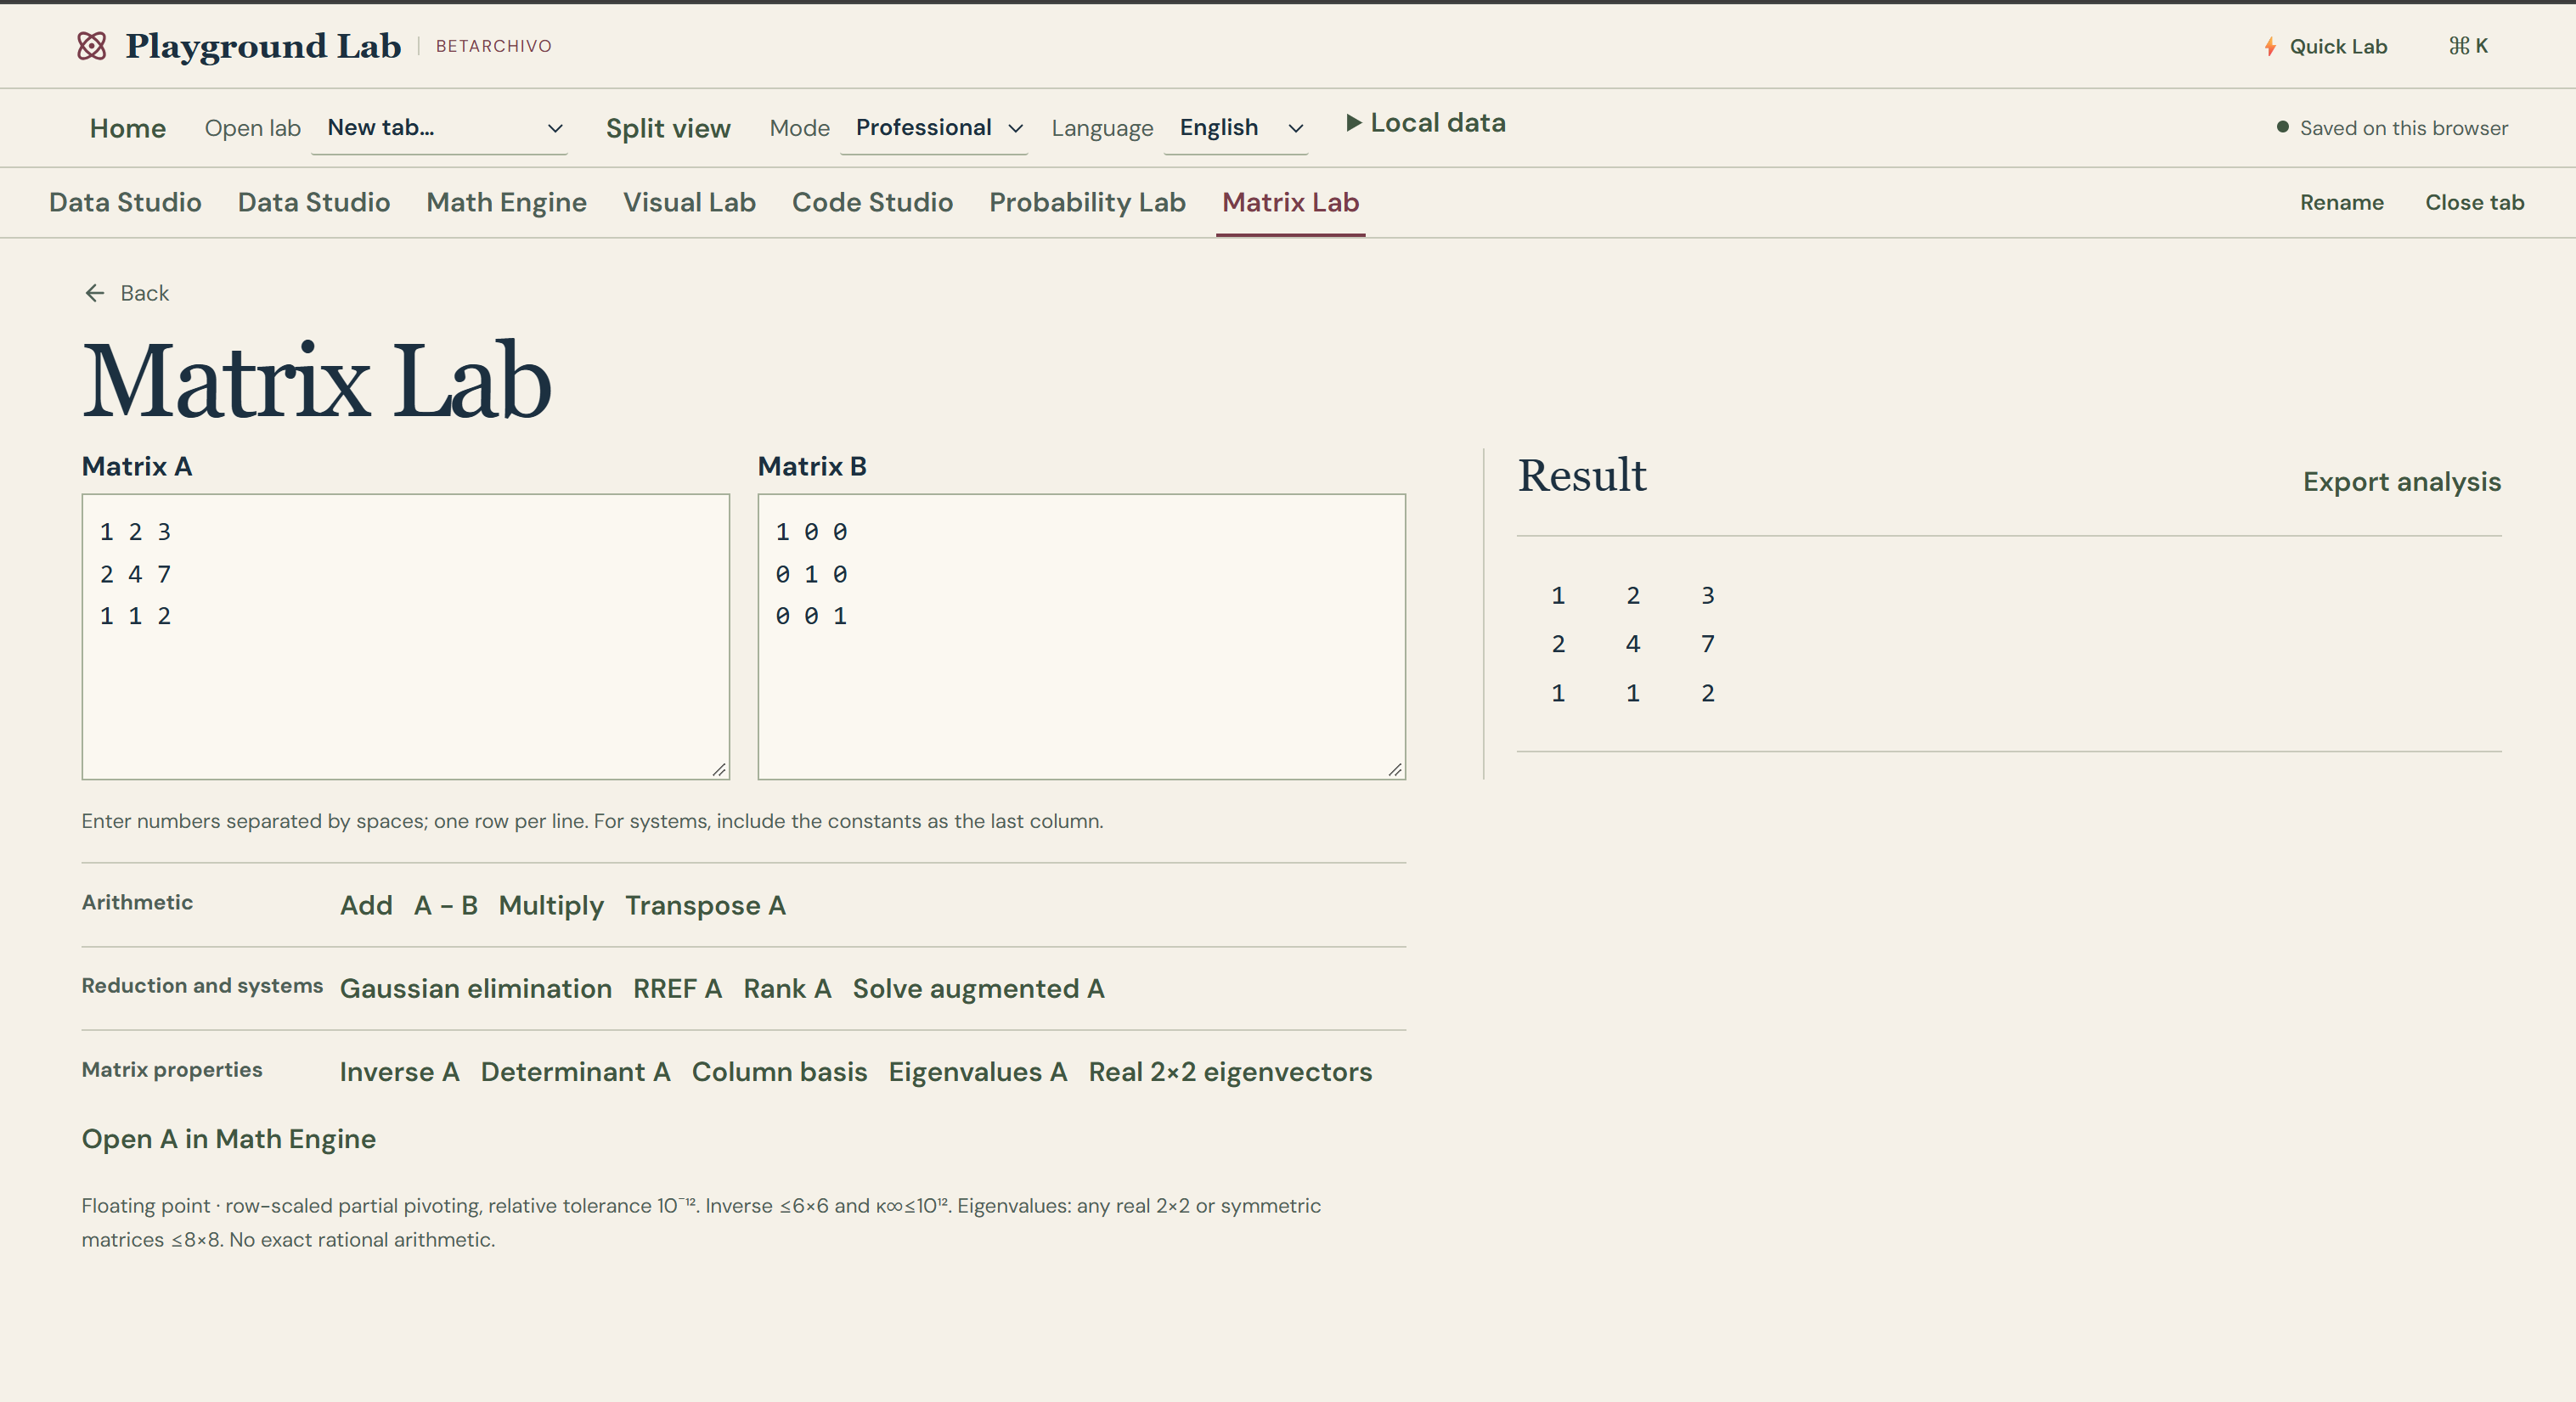 Playground Lab
BETARCHIVO
Quick Lab
⌘ K
Home
Open lab New tab...
Split view
Mode Professional
Language English
▶ Local data
Saved on this browser
Data Studio
Data Studio
Math Engine
Visual Lab
Code Studio
Probability Lab
Matrix Lab
Rename
Close tab
← Back
Matrix Lab
Matrix A
1 2 3
2 4 7
1 1 2
Matrix B
1 0 0
0 1 0
0 0 1
Result
Export analysis
1 2 3
2 4 7
1 1 2
Enter numbers separated by spaces; one row per line. For systems, include the constants as the last column.
Arithmetic
Add A − B Multiply Transpose A
Reduction and systems
Gaussian elimination RREF A Rank A Solve augmented A
Matrix properties
Inverse A Determinant A Column basis Eigenvalues A Real 2×2 eigenvectors
Open A in Math Engine
Floating point · row-scaled partial pivoting, relative tolerance 10⁻¹². Inverse ≤6×6 and κ∞≤10¹². Eigenvalues: any real 2×2 or symmetric
matrices ≤8×8. No exact rational arithmetic.